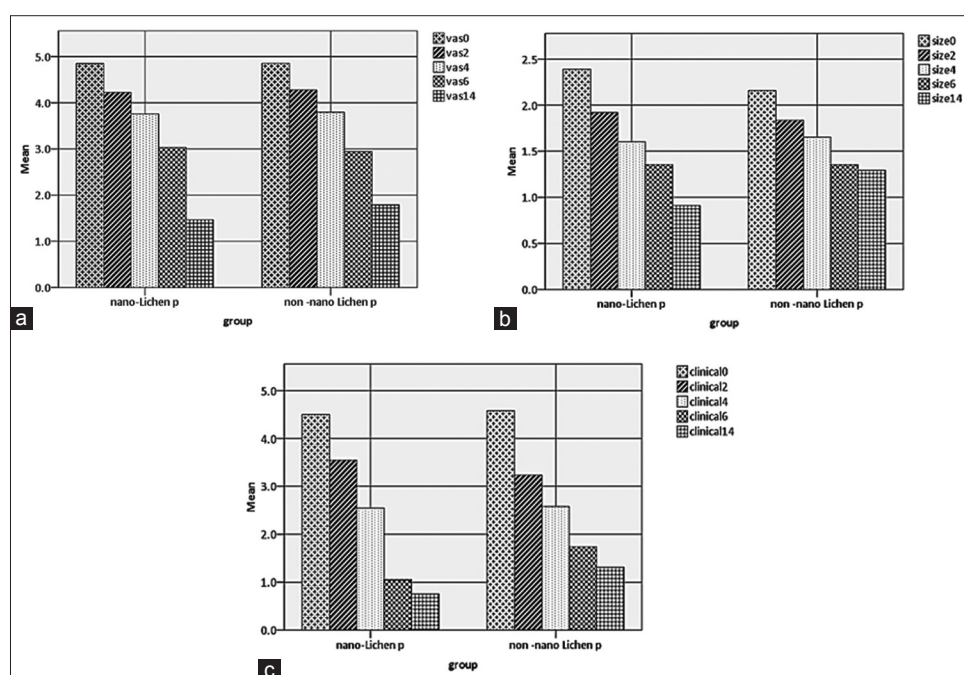 vas0
vas2
vas4
vas6
vas14
5.0
4.0
3.0
2.0
1.0
0.0
Mean
nano-Lichen p
non -nano Lichen p
group
a
size0
size2
size4
size6
size14
2.5
2.0
1.5
1.0
0.5
0.0
Mean
nano-Lichen p
non -nano Lichen p
group
b
clinical0
clinical2
clinical4
clinical6
clinical14
5.0
4.0
3.0
2.0
1.0
0.0
Mean
nano-Lichen p
non -nano Lichen p
group
c